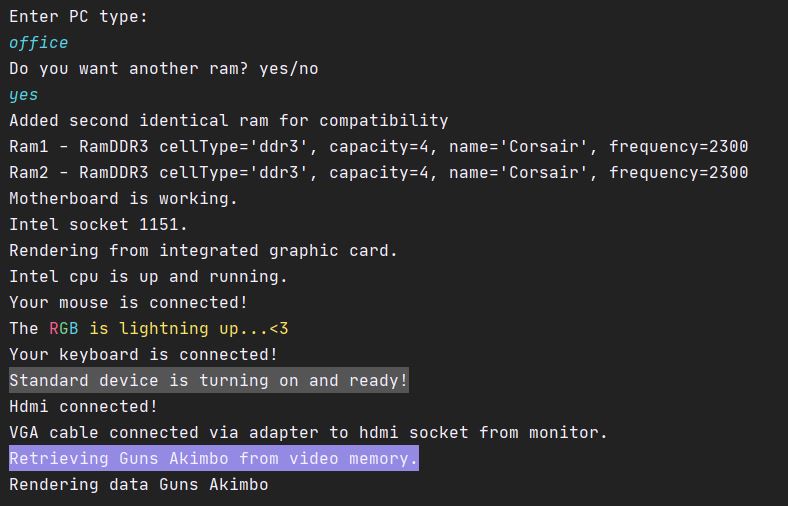 Enter PC type:
office
Do you want another ram? yes/no
yes
Added second identical ram for compatibility
Ram1 - RamDDR3 cellType='ddr3', capacity=4, name='Corsair', frequency=2300
Ram2 - RamDDR3 cellType='ddr3', capacity=4, name='Corsair', frequency=2300
Motherboard is working.
Intel socket 1151.
Rendering from integrated graphic card.
Intel cpu is up and running.
Your mouse is connected!
The RGB is lightning up...<3
Your keyboard is connected!
Standard device is turning on and ready!
Hdmi connected!
VGA cable connected via adapter to hdmi socket from monitor.
Retrieving Guns Akimbo from video memory.
Rendering data Guns Akimbo